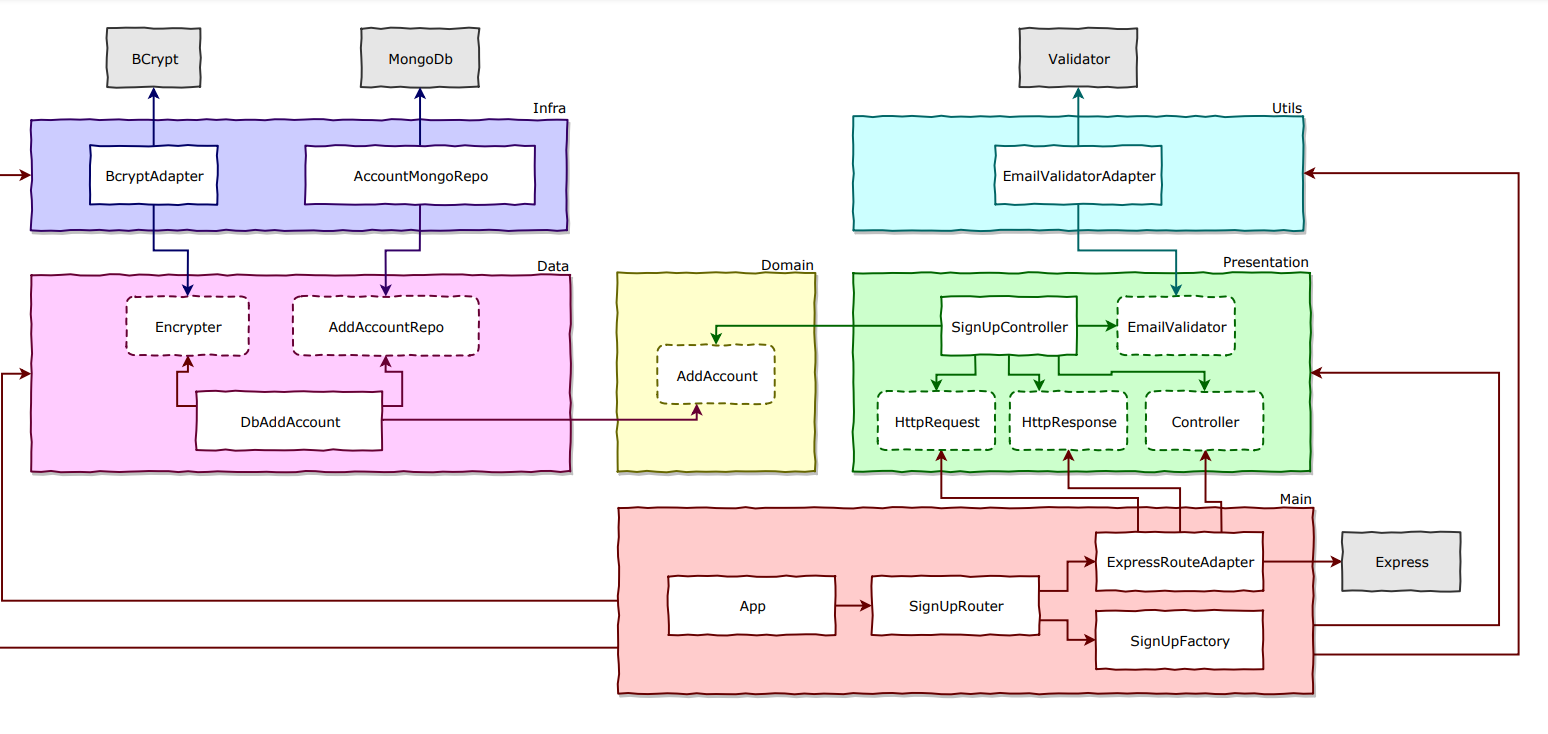 BCrypt
MongoDb
Validator
Infra
Utils
BcryptAdapter
AccountMongoRepo
EmailValidatorAdapter
Data
Domain
Presentation
Encrypter
AddAccountRepo
SignUpController
EmailValidator
AddAccount
DbAddAccount
HttpRequest
HttpResponse
Controller
Main
ExpressRouteAdapter
Express
App
SignUpRouter
SignUpFactory